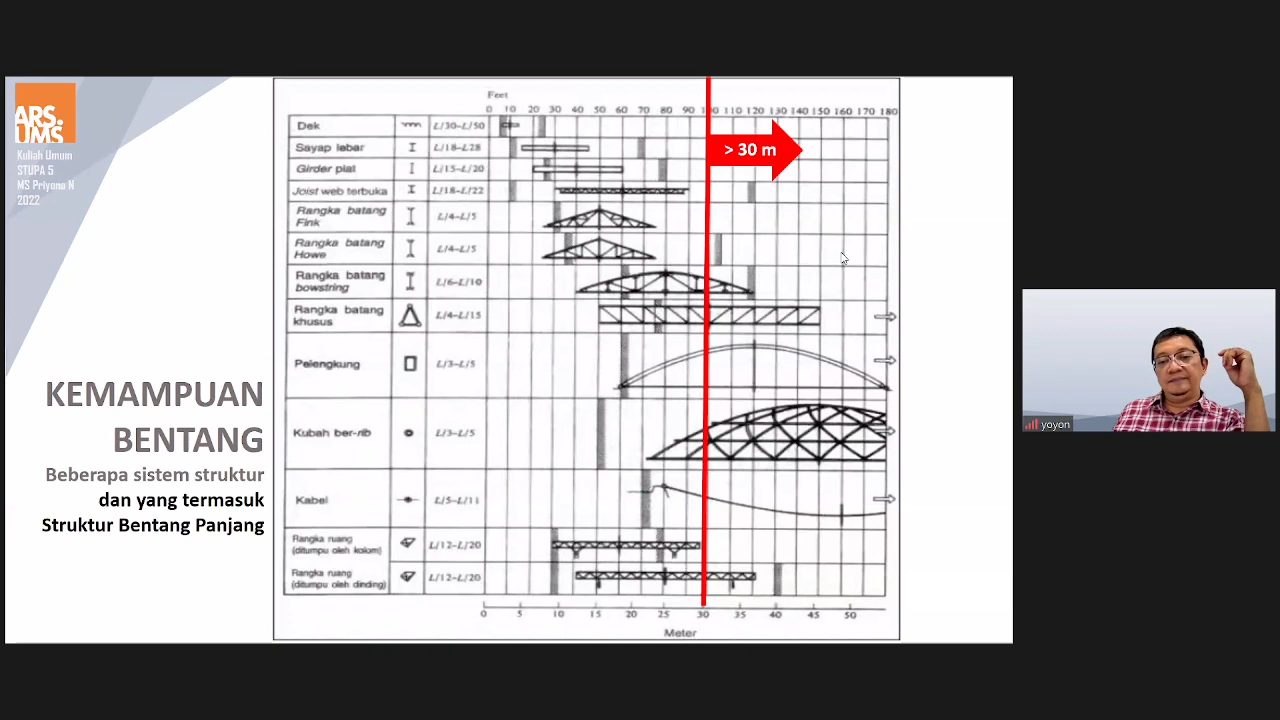 ARS.
UMS.
Kuliah Umum
STUPA 5
MS Priyono N
2022
KEMAMPUAN
BENTANG
Beberapa sistem struktur
dan yang termasuk
Struktur Bentang Panjang
Feet
0 10 20 30 40 50 60 70 80 90 100 110 120 130 140 150 160 170 180
> 30 m
Dek L/30–L/50
Sayap lebar L/18–L28
Girder plat L/15–L/20
Joist web terbuka L/18–L/22
Rangka batang
Fink
L/4–L/5
Rangka batang
Howe
L/4–L/5
Rangka batang
bowstring
L/6–L/10
Rangka batang
khusus
L/4–L/15
Pelengkung L/3–L/5
Kubah ber-rib L/3–L/5
Kabel L/5–L/11
Rangka ruang
(ditumpu oleh kolom)
L/12–L/20
Rangka ruang
(ditumpu oleh dinding)
L/12–L/20
0 5 10 15 20 25 30 35 40 45 50
Meter
yoyon